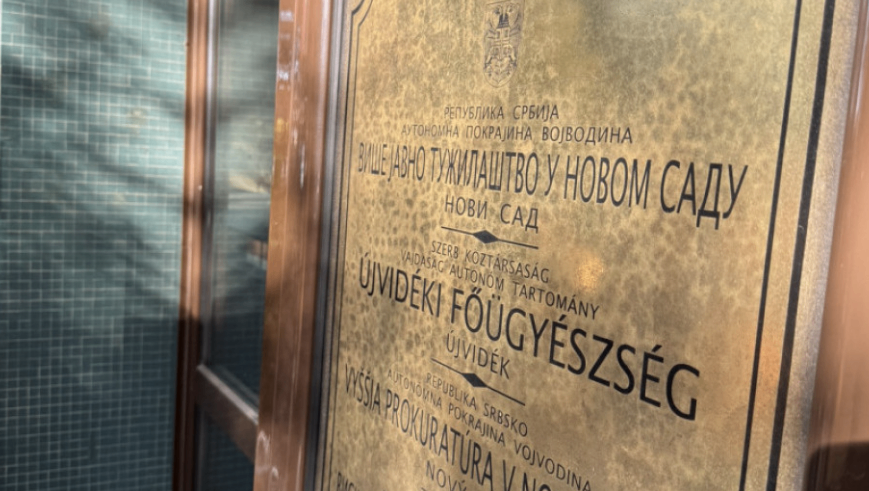 РЕПУБЛИКА СРБИЈА
АУТОНОМНА ПОКРАЈИНА ВОЈВОДИНА
ВИШЕ ЈАВНО ТУЖИЛАШТВО У НОВОМ САДУ
НОВИ САД
SZERB KÖZTÁRSASÁG
VAJDASÁG AUTONÓM TARTOMÁNY
ÚJVIDÉKI FŐÜGYÉSZSÉG
ÚJVIDÉK
REPUBLIKA SRBSKO
AUTONOMNA POKRAJINA VOJVODINA
VYŠŠIA PROKURATÚRA V